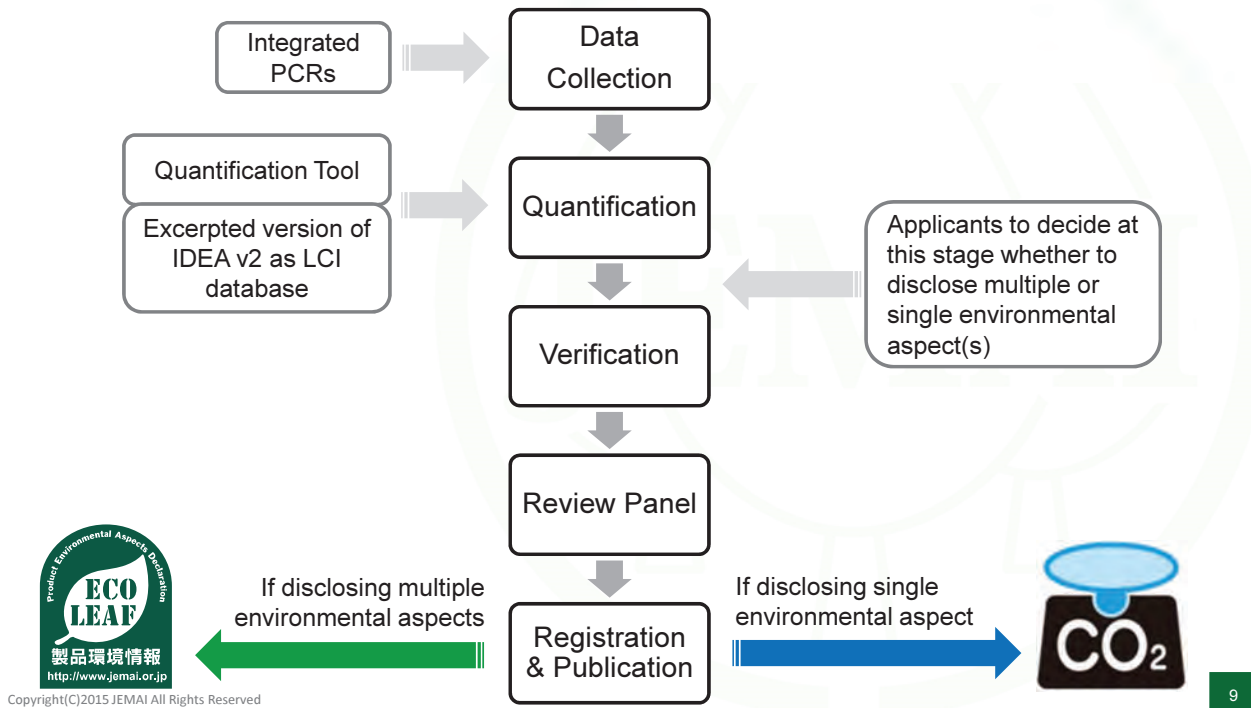 Integrated
PCRs
Data
Collection
Quantification Tool
Excerpted version of
IDEA v2 as LCI
database
Quantification
Applicants to decide at
this stage whether to
disclose multiple or
single environmental
aspect(s)
Verification
Review Panel
If disclosing multiple
environmental aspects
If disclosing single
environmental aspect
Registration
& Publication
Product Environmental Aspects Declaration
ECO
LEAF
製品環境情報
http://www.jemai.or.jp
CO2
Copyright(C)2015 JEMAI All Rights Reserved
9
JEMAI